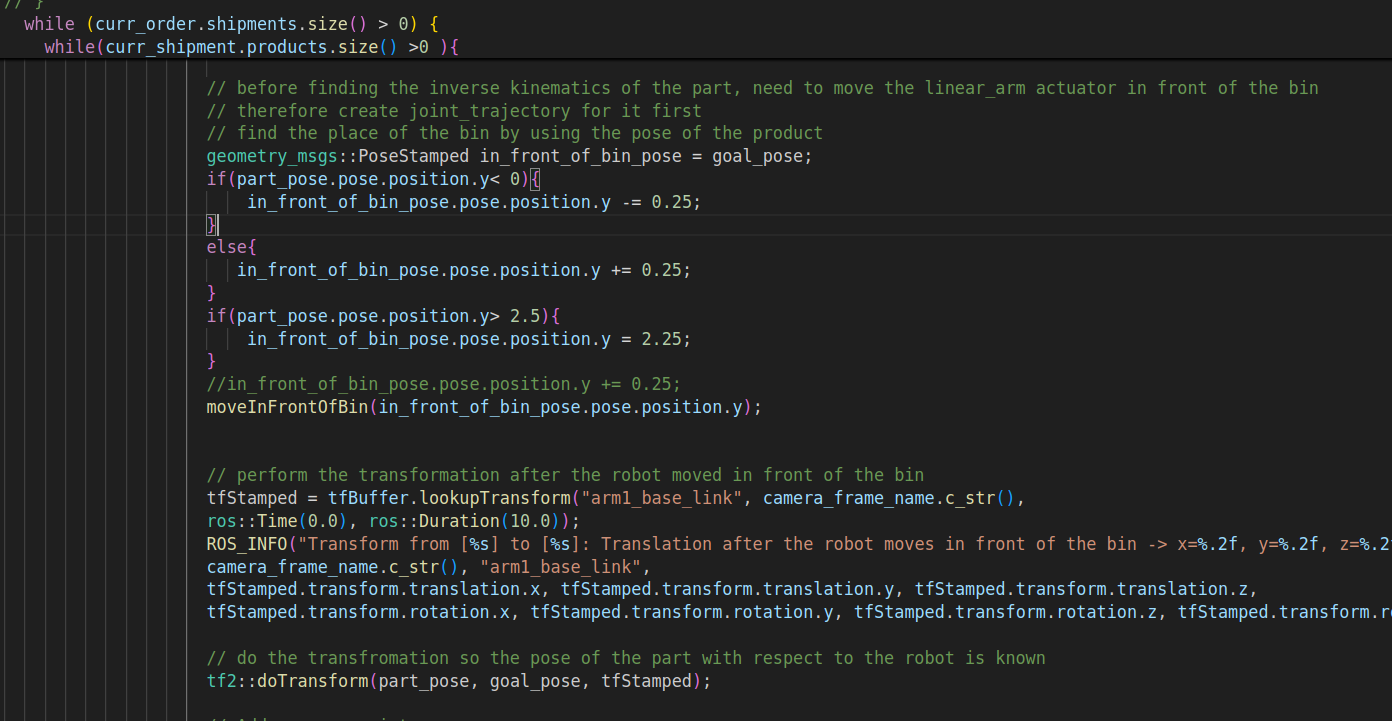 // }
while (curr_order.shipments.size() > 0) {
while(curr_shipment.products.size() >0 ){
// before finding the inverse kinematics of the part, need to move the linear_arm actuator in front of the bin
// therefore create joint_trajectory for it first
// find the place of the bin by using the pose of the product
geometry_msgs::PoseStamped in_front_of_bin_pose = goal_pose;
if(part_pose.pose.position.y< 0){
in_front_of_bin_pose.pose.position.y -= 0.25;
}
else{
in_front_of_bin_pose.pose.position.y += 0.25;
}
if(part_pose.pose.position.y> 2.5){
in_front_of_bin_pose.pose.position.y = 2.25;
}
//in_front_of_bin_pose.pose.position.y += 0.25;
moveInFrontOfBin(in_front_of_bin_pose.pose.position.y);
// perform the transformation after the robot moved in front of the bin
tfStamped = tfBuffer.lookupTransform("arm1_base_link", camera_frame_name.c_str(),
ros::Time(0.0), ros::Duration(10.0));
ROS_INFO("Transform from [%s] to [%s]: Translation after the robot moves in front of the bin -> x=%.2f, y=%.2f, z=%.2
camera_frame_name.c_str(), "arm1_base_link",
tfStamped.transform.translation.x, tfStamped.transform.translation.y, tfStamped.transform.translation.z,
tfStamped.transform.rotation.x, tfStamped.transform.rotation.y, tfStamped.transform.rotation.z, tfStamped.transform.r
// do the transfromation so the pose of the part with respect to the robot is known
tf2::doTransform(part_pose, goal_pose, tfStamped);